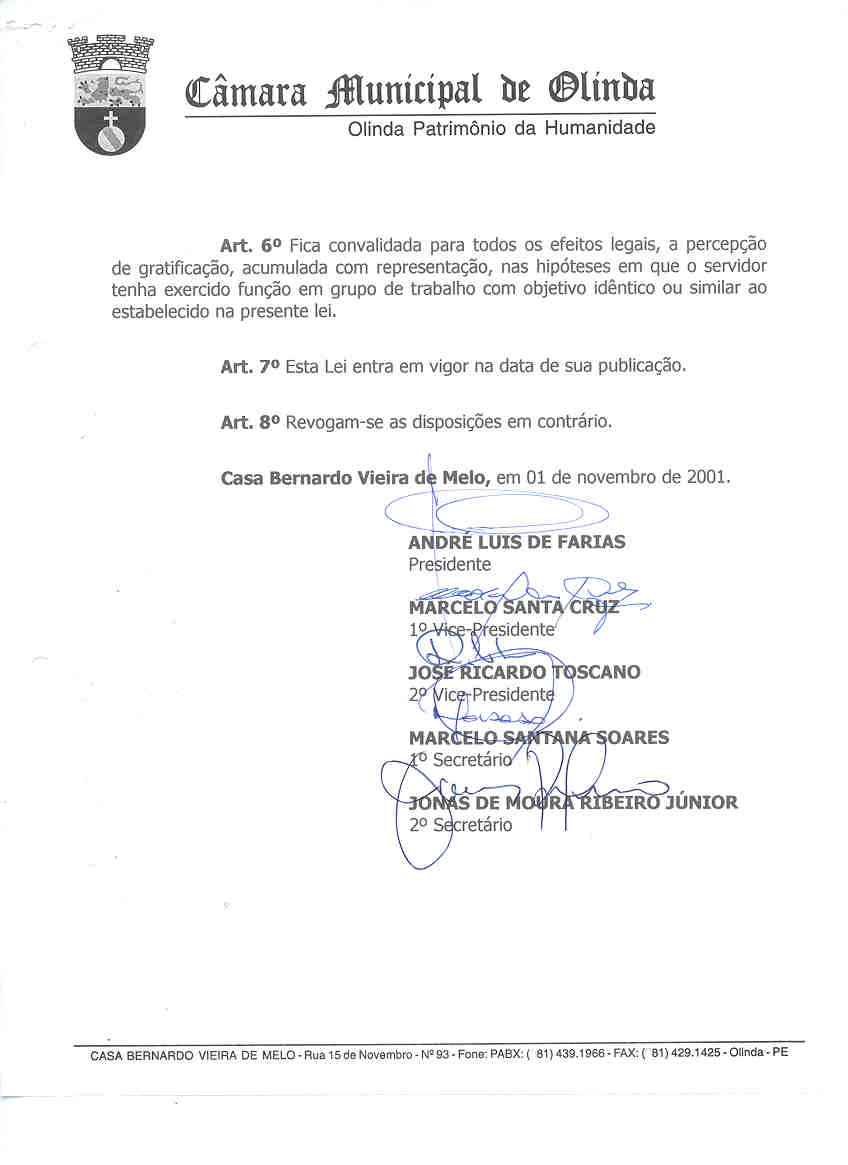 Câmara Municipal de Olinda
Olinda Patrimônio da Humanidade
Art. 6º Fica convalidada para todos os efeitos legais, a percepção
de gratificação, acumulada com representação, nas hipóteses em que o servidor
tenha exercido função em grupo de trabalho com objetivo idêntico ou similar ao
estabelecido na presente lei.
Art. 7º Esta Lei entra em vigor na data de sua publicação.
Art. 8º Revogam-se as disposições em contrário.
Casa Bernardo Vieira de Melo, em 01 de novembro de 2001.
ANDRÉ LUIS DE FARIAS
Presidente
MARCELO SANTA CRUZ
1º Vice-Presidente
JOSÉ RICARDO TOSCANO
2º Vice-Presidente
MARCELO SANTANA SOARES
1º Secretário
JONAS DE MOURA RIBEIRO JÚNIOR
2º Secretário
CASA BERNARDO VIEIRA DE MELO - Rua 15 de Novembro - Nº 93 - Fone: PABX: ( 81) 439.1966 - FAX: ( 81) 429.1425 - Olinda - PE